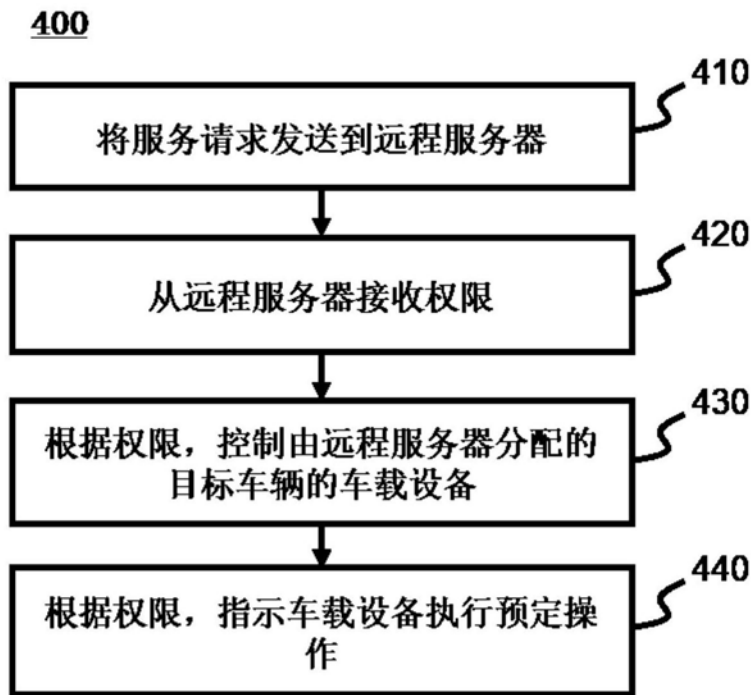 400
410
将服务请求发送到远程服务器
420
从远程服务器接收权限
430
根据权限，控制由远程服务器分配的
目标车辆的车载设备
440
根据权限，指示车载设备执行预定操
作